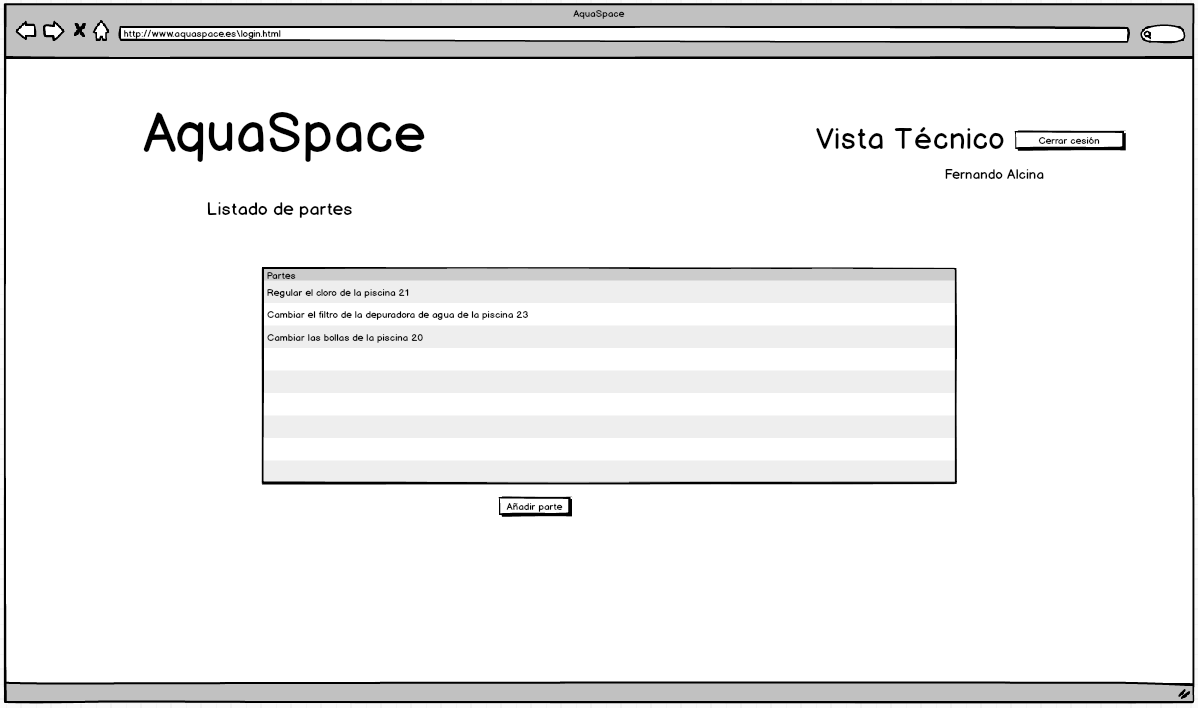 AquaSpace
http://www.aquaspace.es\login.html
AquaSpace
Vista Técnico
Cerrar cesión
Fernando Alcina
Listado de partes
Partes
Regular el cloro de la piscina 21
Cambiar el filtro de la depuradora de agua de la piscina 23
Cambiar las bollas de la piscina 20
Añadir parte